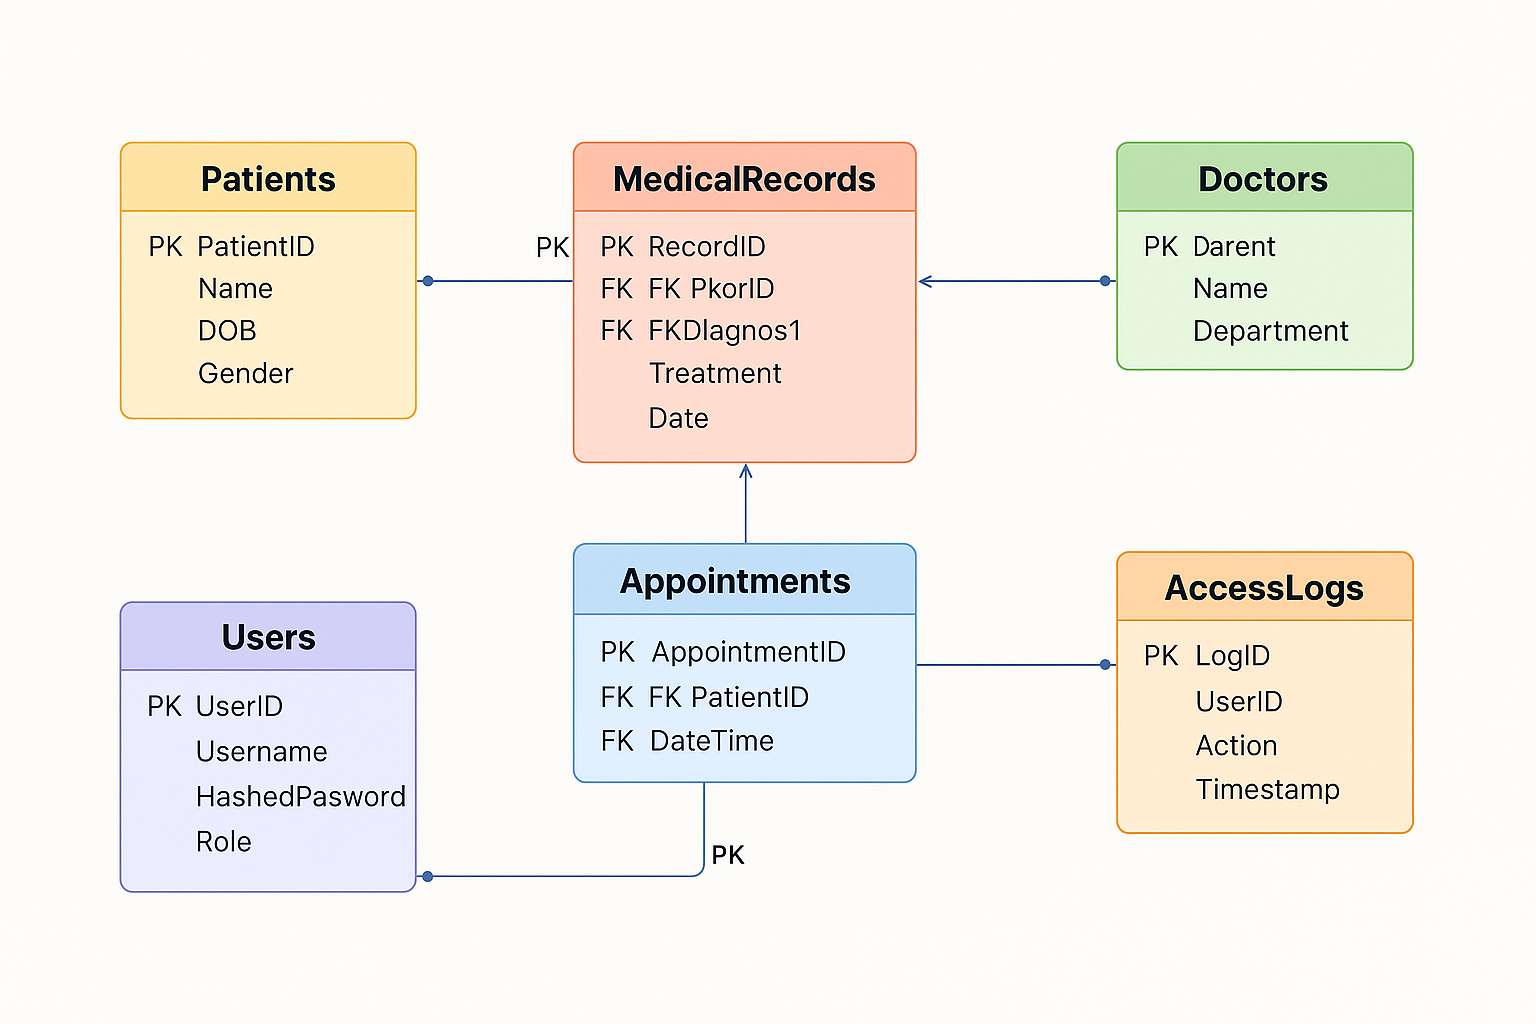 Patients
PK PatientID
Name
DOB
Gender
PK
MedicalRecords
PK RecordID
FK FK PkorID
FK FKDlagnos1
Treatment
Date
Doctors
PK Darent
Name
Department
Users
PK UserID
Username
HashedPasword
Role
Appointments
PK AppointmentID
FK FK PatientID
FK DateTime
PK
AccessLogs
PK LogID
UserID
Action
Timestamp